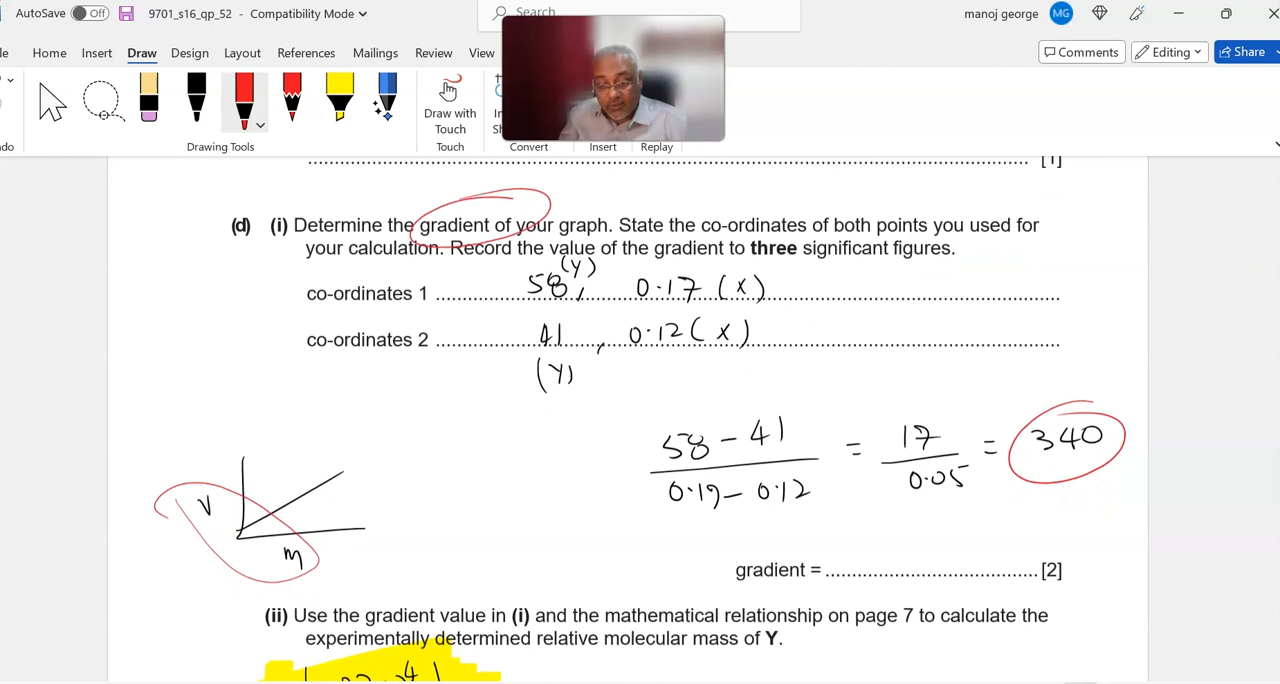 AutoSave Off 9701_s16_qp_52 - Compatibility Mode Search manoj george MG
le Home Insert Draw Design Layout References Mailings Review View Comments Editing Share
Draw with Touch
Drawing Tools Touch Convert Insert Replay
[1]
(d) (i) Determine the gradient of your graph. State the co-ordinates of both points you used for
your calculation. Record the value of the gradient to three significant figures.
(Y)
co-ordinates 1 58, 0.17 (X)
co-ordinates 2 41, 0.12 (X)
(Y)
58 - 41 = 17 = 340
0.17 - 0.12 0.05
V
m
gradient = [2]
(ii) Use the gradient value in (i) and the mathematical relationship on page 7 to calculate the
experimentally determined relative molecular mass of Y.